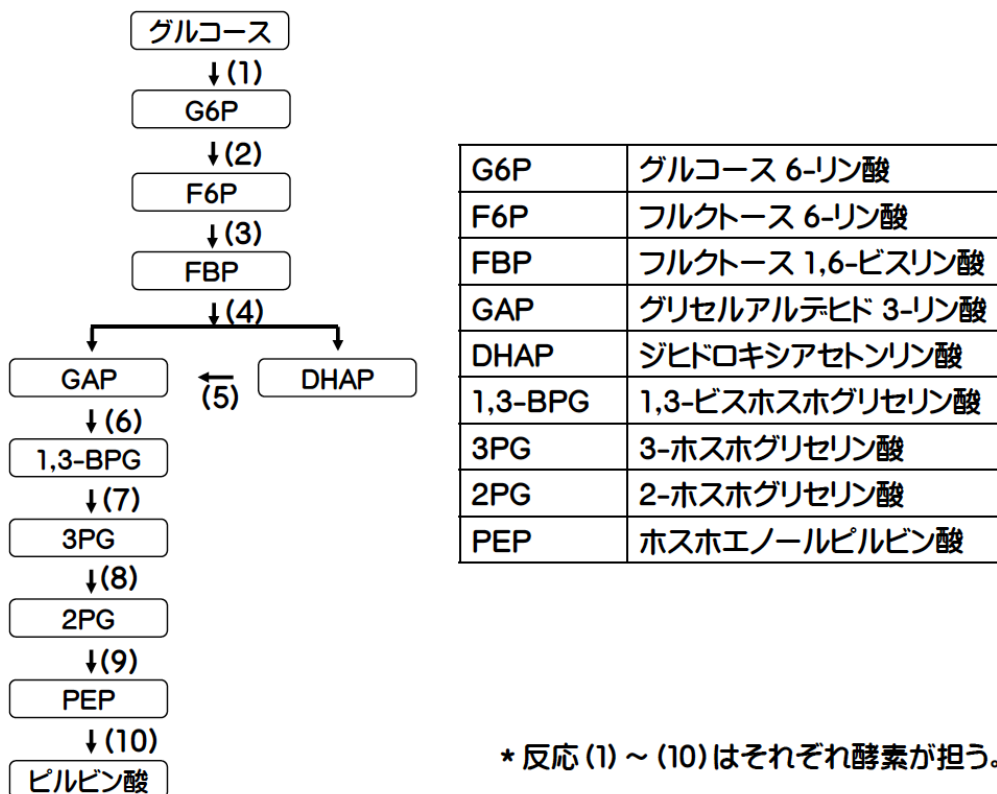 グルコース
(1)
G6P
(2)
F6P
(3)
FBP
(4)
GAP
(5)
DHAP
(6)
1,3-BPG
(7)
3PG
(8)
2PG
(9)
PEP
(10)
ピルビン酸
G6P グルコース 6-リン酸
F6P フルクトース 6-リン酸
FBP フルクトース 1,6-ビスリン酸
GAP グリセルアルデヒド 3-リン酸
DHAP ジヒドロキシアセトンリン酸
1,3-BPG 1,3-ビスホスホグリセリン酸
3PG 3-ホスホグリセリン酸
2PG 2-ホスホグリセリン酸
PEP ホスホエノールピルビン酸
* 反応 (1) ~ (10) はそれぞれ酵素が担う。